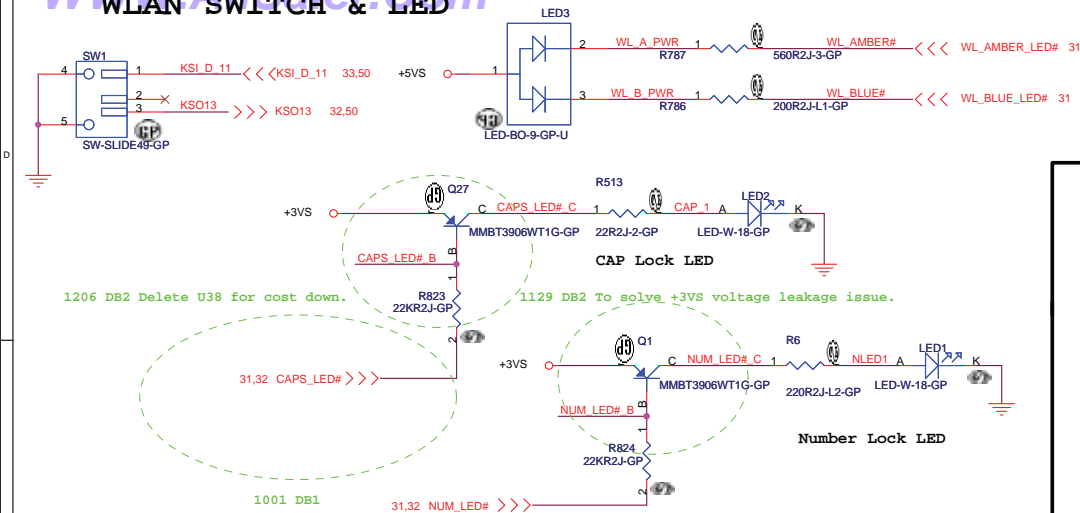 WLAN SWITCH & LED
LED3
SW1
4
1
KSI_D_11
KSI_D_11 33,50
2
3
KSO13
KSO13 32,50
5
GP
SW-SLIDE49-GP
+5VS
1
2
WL_A_PWR
1
R787
560R2J-3-GP
WL_AMBER#
WL_AMBER_LED# 31
3
WL_B_PWR
1
R786
200R2J-L1-GP
WL_BLUE#
WL_BLUE_LED# 31
GP
LED-BO-9-GP-U
D
+3VS
GP
Q27
C
CAPS_LED#_C
MMBT3906WT1G-GP
B
CAPS_LED#_B
1
R823
22KR2J-GP
2
R513
1
22R2J-2-GP
CAP_1
A
LED2
K
LED-W-18-GP
CAP Lock LED
1206 DB2 Delete U38 for cost down.
1129 DB2 To solve +3VS voltage leakage issue.
31,32 CAPS_LED#
+3VS
GP
Q1
C
NUM_LED#_C
MMBT3906WT1G-GP
B
NUM_LED#_B
1
R824
22KR2J-GP
2
R6
1
220R2J-L2-GP
NLED1
A
LED1
K
LED-W-18-GP
Number Lock LED
1001 DB1
31,32 NUM_LED#